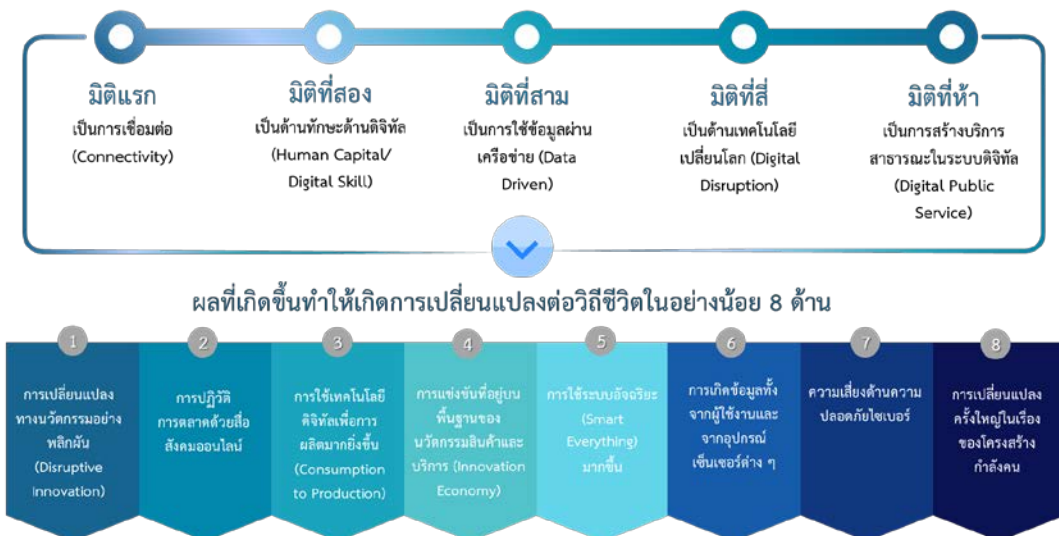 มิติแรก
เป็นการเชื่อมต่อ
(Connectivity)
มิติที่สอง
เป็นด้านทักษะด้านดิจิทัล
(Human Capital/
Digital Skill)
มิติที่สาม
เป็นการใช้ข้อมูลผ่าน
เครือข่าย (Data
Driven)
มิติที่สี่
เป็นด้านเทคโนโลยี
เปลี่ยนโลก (Digital
Disruption)
มิติที่ห้า
เป็นการสร้างบริการ
สาธารณะในระบบดิจิทัล
(Digital Public
Service)
ผลที่เกิดขึ้นทำให้เกิดการเปลี่ยนแปลงต่อวิถีชีวิตในอย่างน้อย 8 ด้าน
1
การเปลี่ยนแปลง
ทางนวัตกรรมอย่าง
พลิกผัน
(Disruptive
Innovation)
2
การปฏิวัติ
การตลาดด้วยสื่อ
สังคมออนไลน์
3
การใช้เทคโนโลยี
ดิจิทัลเพื่อการ
ผลิตมากยิ่งขึ้น
(Consumption
to Production)
4
การแข่งขันที่อยู่บน
พื้นฐานของ
นวัตกรรมสินค้าและ
บริการ (Innovation
Economy)
5
การใช้ระบบอัจฉริยะ
(Smart
Everything)
มากขึ้น
6
การเกิดข้อมูลทั้ง
จากผู้ใช้งานและ
จากอุปกรณ์
เซ็นเซอร์ต่าง ๆ
7
ความเสี่ยงด้านความ
ปลอดภัยไซเบอร์
8
การเปลี่ยนแปลง
ครั้งใหญ่ในเรื่อง
ของโครงสร้าง
กำลังคน